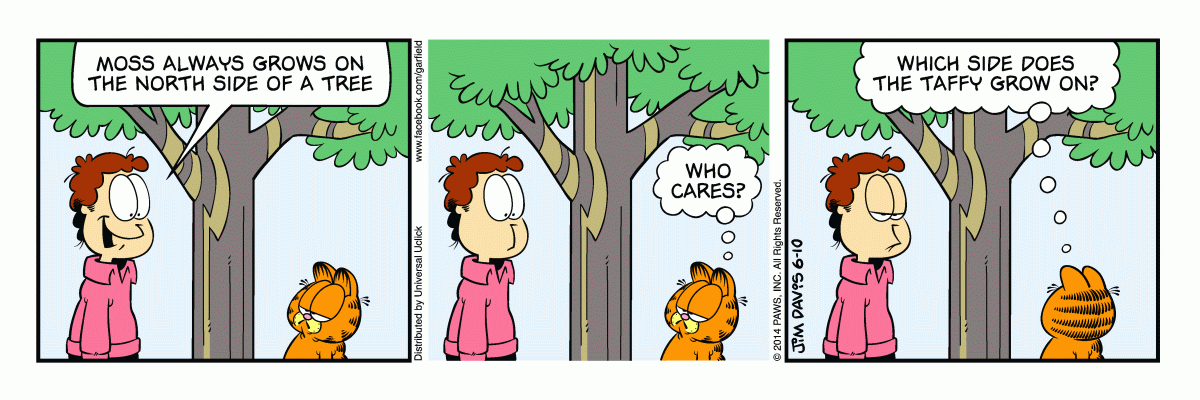 MOSS ALWAYS GROWS ON
THE NORTH SIDE OF A TREE
www.facebook.com/garfield
Distributed by Universal Uclick
WHO
CARES?
© 2014 PAWS, INC. All Rights Reserved.
JIM DAVIS 6-10
WHICH SIDE DOES
THE TAFFY GROW ON?